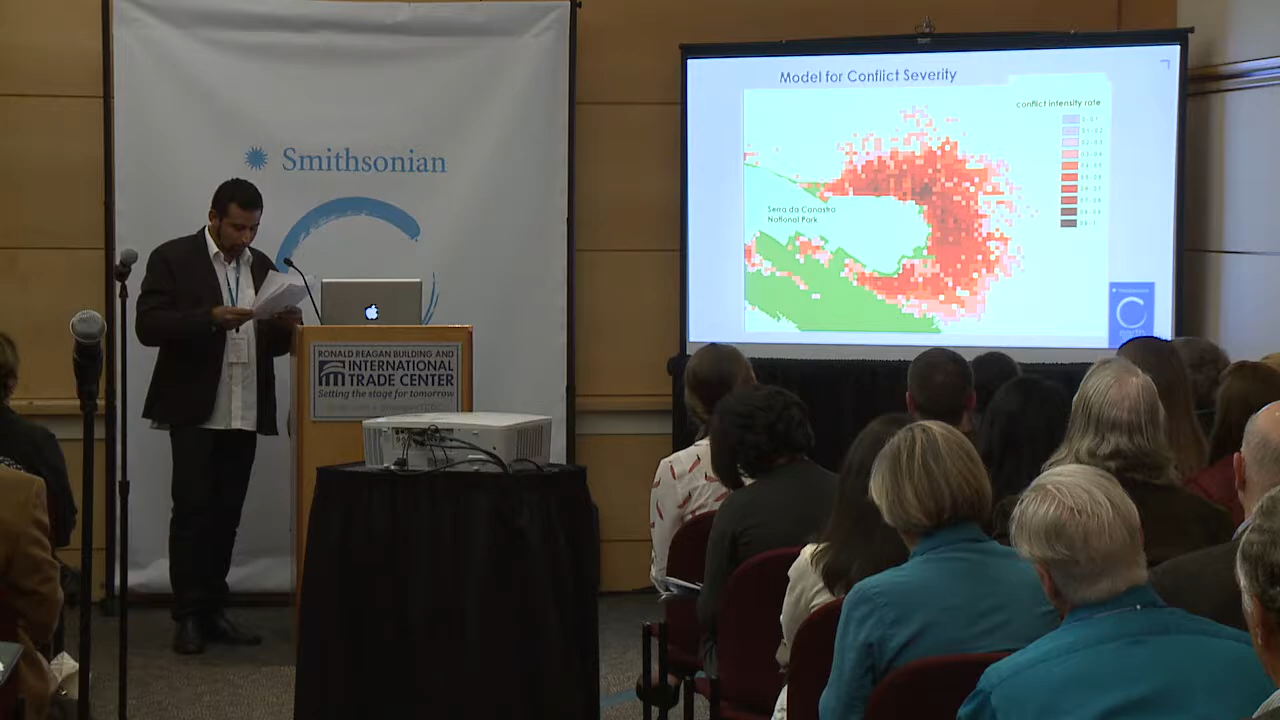 Smithsonian
RONALD REAGAN BUILDING AND
INTERNATIONAL
TRADE CENTER
Setting the stage for tomorrow
Model for Conflict Severity
conflict intensity rate
Serra da Canastra
National Park